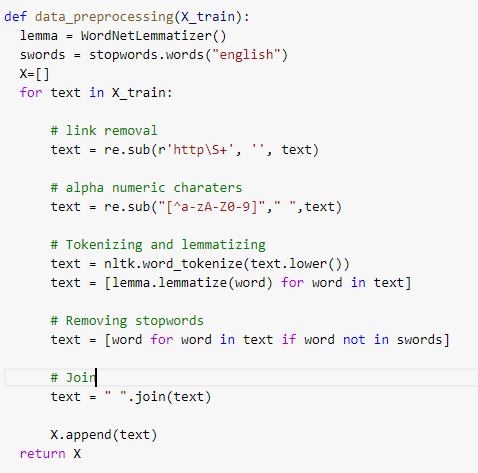 def data_preprocessing(X_train):
lemma = WordNetLemmatizer()
swords = stopwords.words("english")
X=[]
for text in X_train:
# link removal
text = re.sub(r'http\S+', '', text)
# alpha numeric charaters
text = re.sub("[^a-zA-Z0-9]"," ",text)
# Tokenizing and lemmatizing
text = nltk.word_tokenize(text.lower())
text = [lemma.lemmatize(word) for word in text]
# Removing stopwords
text = [word for word in text if word not in swords]
# Join
text = " ".join(text)
X.append(text)
return X